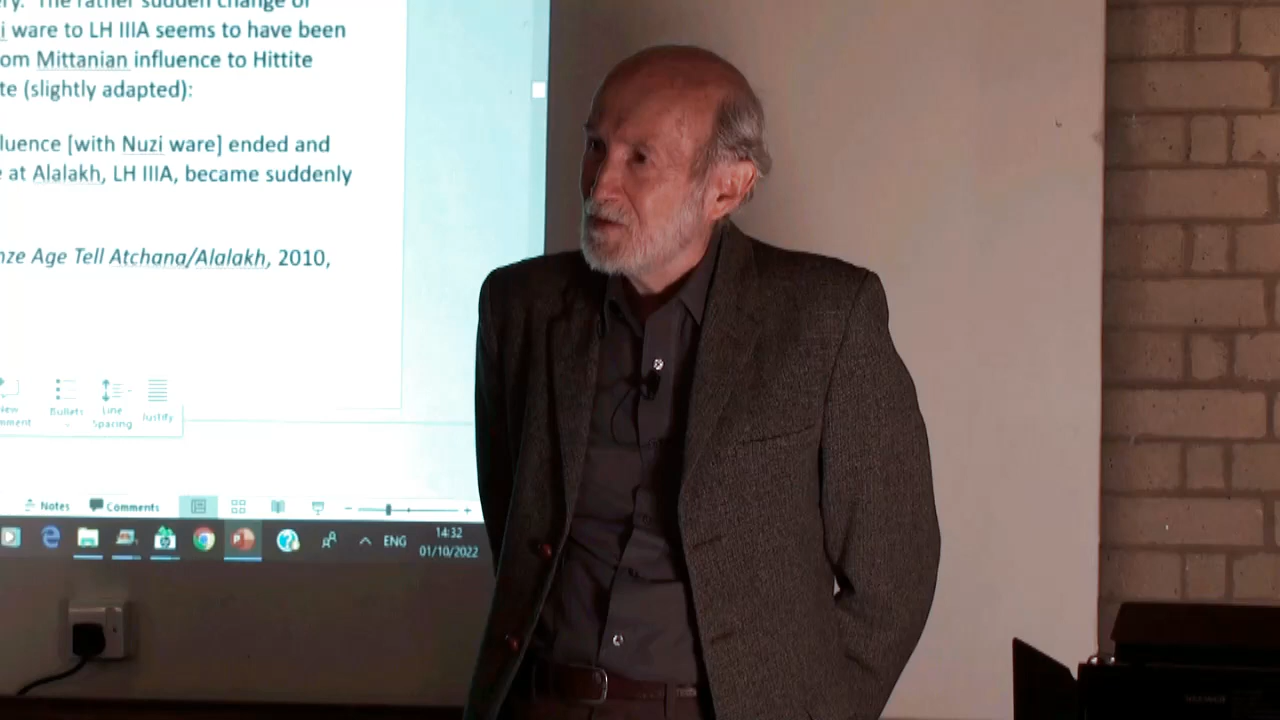 ry. The rather sudden change of
i ware to LH IIIA seems to have been
om Mittanian influence to Hittite
te (slightly adapted):
luence [with Nuzi ware] ended and
e at Alalakh, LH IIIA, became suddenly
nze Age Tell Atchana/Alalakh, 2010,
New Bullets Line Justify
mment Spacing
Notes Comments
ENG 14:32
01/10/2022